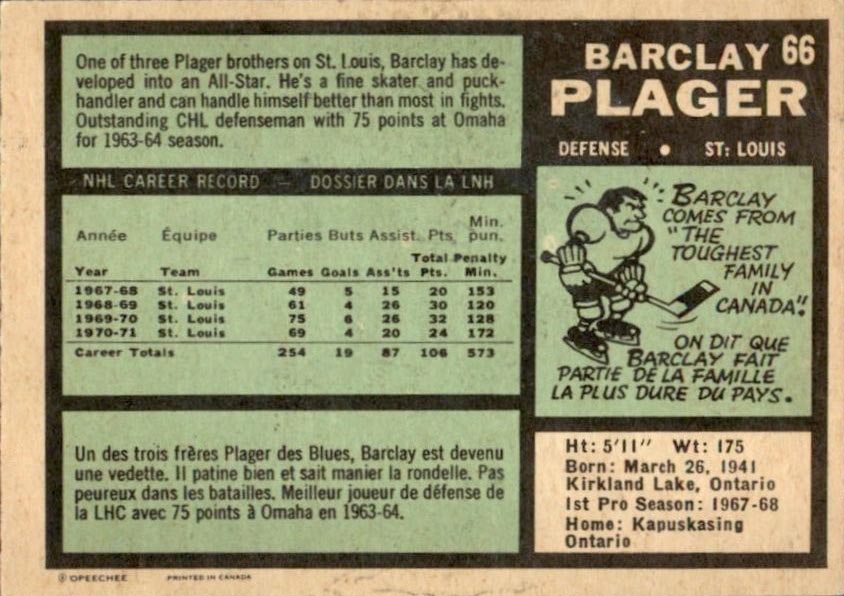 One of three Plager brothers on St. Louis, Barclay has de-
veloped into an All-Star. He's a fine skater and puck-
handler and can handle himself better than most in fights.
Outstanding CHL defenseman with 75 points at Omaha
for 1963-64 season.
BARCLAY 66
PLAGER
DEFENSE • ST: LOUIS
NHL CAREER RECORD — DOSSIER DANS LA LNH
Année Équipe Parties Buts Assist. Pts. Min. pun.
Year Team Games Goals Ass'ts Total Pts. Penalty Min.
1967-68 St. Louis 49 5 15 20 153
1968-69 St. Louis 61 4 26 30 120
1969-70 St. Louis 75 6 26 32 128
1970-71 St. Louis 69 4 20 24 172
Career Totals 254 19 87 106 573
BARCLAY
COMES FROM
"THE
TOUGHEST
FAMILY
IN
CANADA".
ON DIT QUE
BARCLAY FAIT
PARTIE DE LA FAMILLE
LA PLUS DURE DU PAYS.
Un des trois frères Plager des Blues, Barclay est devenu
une vedette. Il patine bien et sait manier la rondelle. Pas
peureux dans les batailles. Meilleur joueur de défense de
la LHC avec 75 points à Omaha en 1963-64.
Ht: 5'11" Wt: 175
Born: March 26, 1941
Kirkland Lake, Ontario
1st Pro Season: 1967-68
Home: Kapuskasing
Ontario
© OPEECHEE PRINTED IN CANADA